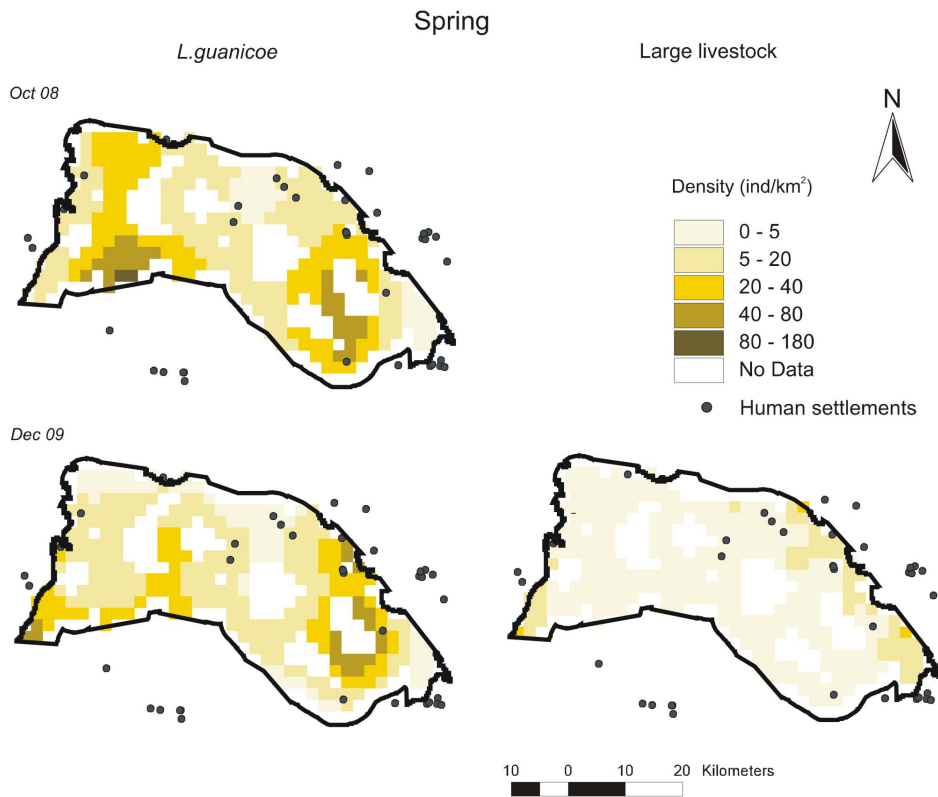 Spring
L.guanicoe
Large livestock
Oct 08
N
Density (ind/km²)
0 - 5
5 - 20
20 - 40
40 - 80
80 - 180
No Data
Human settlements
Dec 09
10 0 10 20 Kilometers